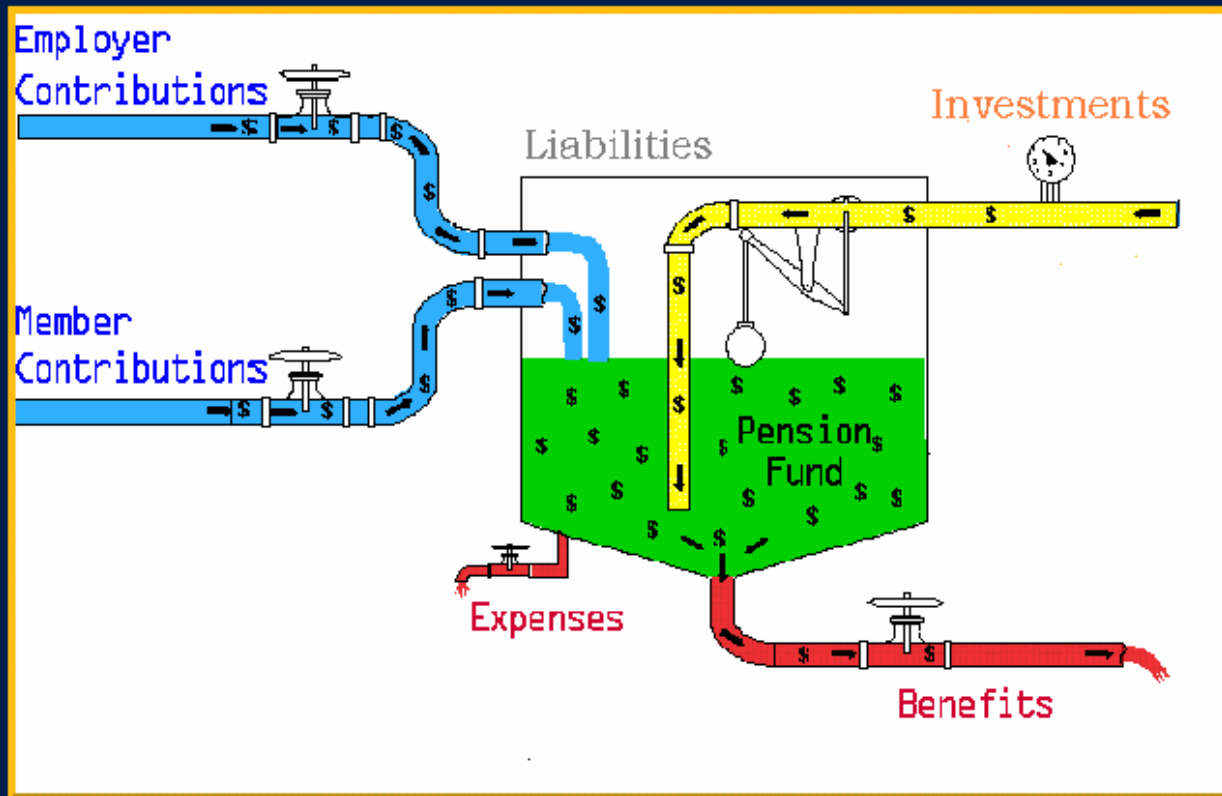 Employer
Contributions
Investments
Liabilities
Member
Contributions
Pension
Fund
Expenses
Benefits